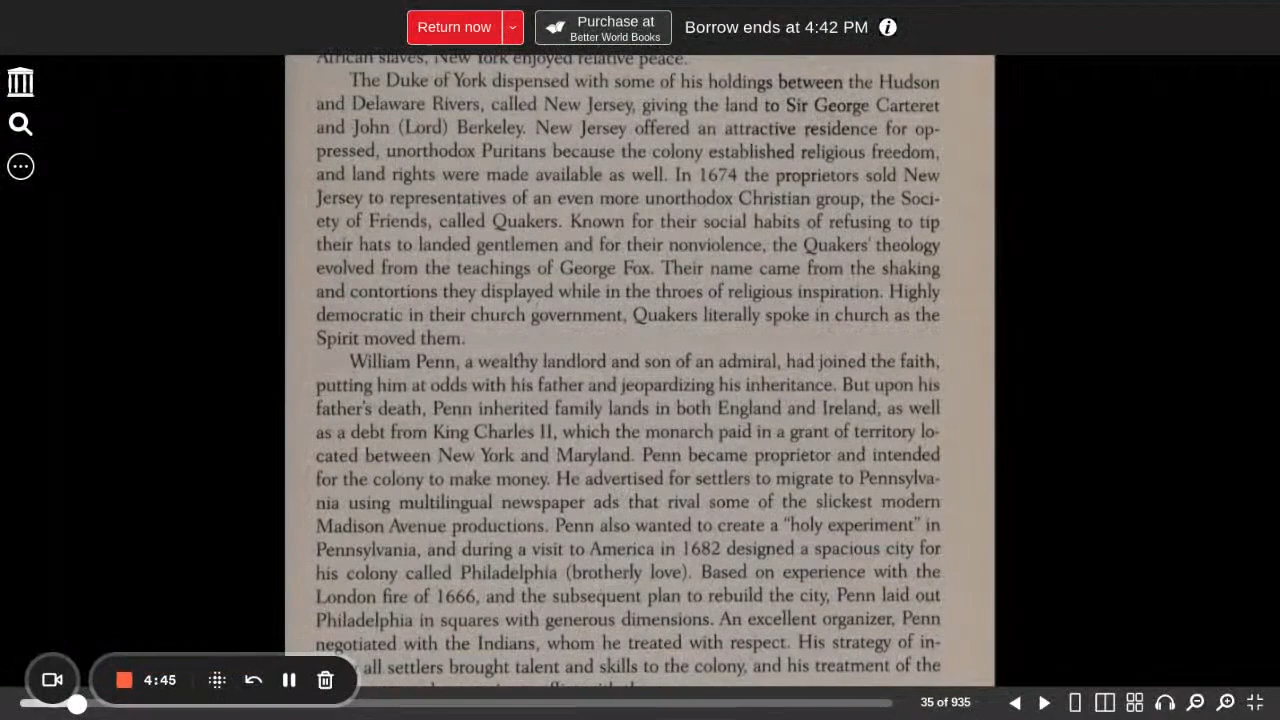 Return now
Purchase at
Better World Books
Borrow ends at 4:42 PM
African slaves, New York enjoyed relative peace.
The Duke of York dispensed with some of his holdings between the Hudson
and Delaware Rivers, called New Jersey, giving the land to Sir George Carteret
and John (Lord) Berkeley. New Jersey offered an attractive residence for op-
pressed, unorthodox Puritans because the colony established religious freedom,
and land rights were made available as well. In 1674 the proprietors sold New
Jersey to representatives of an even more unorthodox Christian group, the Soci-
ety of Friends, called Quakers. Known for their social habits of refusing to tip
their hats to landed gentlemen and for their nonviolence, the Quakers' theology
evolved from the teachings of George Fox. Their name came from the shaking
and contortions they displayed while in the throes of religious inspiration. Highly
democratic in their church government, Quakers literally spoke in church as the
Spirit moved them.
William Penn, a wealthy landlord and son of an admiral, had joined the faith,
putting him at odds with his father and jeopardizing his inheritance. But upon his
father's death, Penn inherited family lands in both England and Ireland, as well
as a debt from King Charles II, which the monarch paid in a grant of territory lo-
cated between New York and Maryland. Penn became proprietor and intended
for the colony to make money. He advertised for settlers to migrate to Pennsylva-
nia using multilingual newspaper ads that rival some of the slickest modern
Madison Avenue productions. Penn also wanted to create a "holy experiment" in
Pennsylvania, and during a visit to America in 1682 designed a spacious city for
his colony called Philadelphia (brotherly love). Based on experience with the
London fire of 1666, and the subsequent plan to rebuild the city, Penn laid out
Philadelphia in squares with generous dimensions. An excellent organizer, Penn
negotiated with the Indians, whom he treated with respect. His strategy of in-
all settlers brought talent and skills to the colony, and his treatment of the
4:45
35 of 935